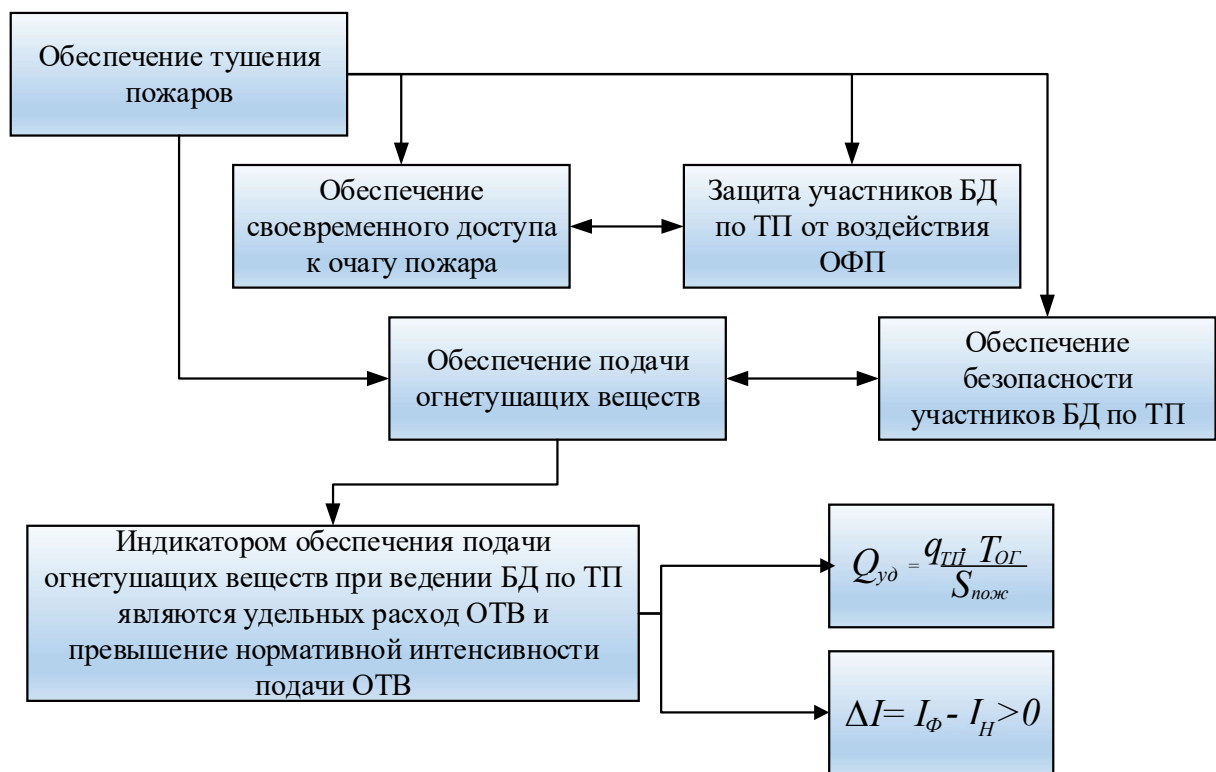 Обеспечение тушения
пожаров
Обеспечение
своевременного доступа
к очагу пожара
Защита участников БД
по ТП от воздействия
ОФП
Обеспечение подачи
огнетушащих веществ
Обеспечение
безопасности
участников БД по ТП
Индикатором обеспечения подачи
огнетушащих веществ при ведении БД по ТП
являются удельных расход ОТВ и
превышение нормативной интенсивности
подачи ОТВ
Q_уд = q_ТП · T_ОГ / S_пож
ΔI= I_Ф - I_Н >0